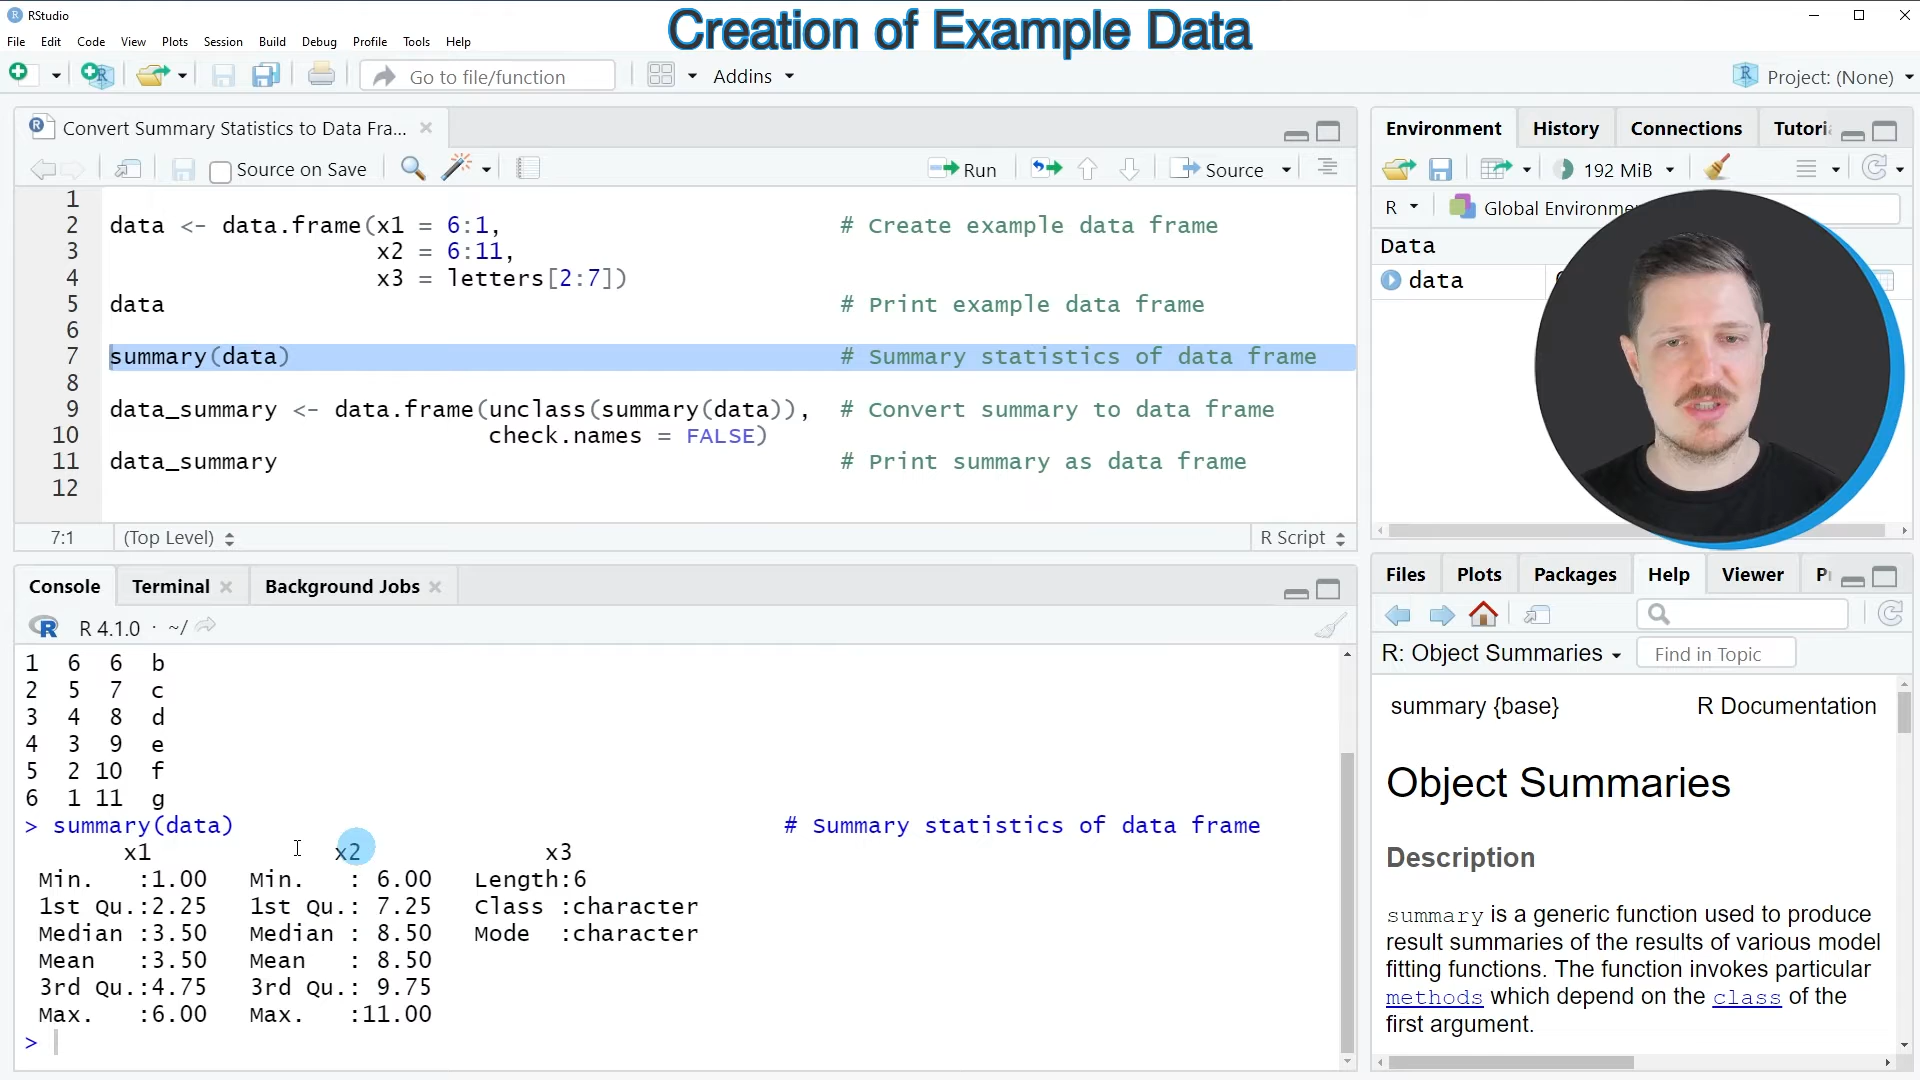 RStudio
Creation of Example Data
File Edit Code View Plots Session Build Debug Profile Tools Help
Go to file/function
Addins
Project: (None)
Convert Summary Statistics to Data Fra...
Source on Save
Run
Source
1
2 data <- data.frame(x1 = 6:1, # Create example data frame
3 x2 = 6:11,
4 x3 = letters[2:7])
5 data # Print example data frame
6
7 summary(data) # Summary statistics of data frame
8
9 data_summary <- data.frame(unclass(summary(data)), # Convert summary to data frame
10 check.names = FALSE)
11 data_summary # Print summary as data frame
12
7:1 (Top Level) R Script
Console Terminal Background Jobs
R 4.1.0 · ~/
1 6 6 b
2 5 7 c
3 4 8 d
4 3 9 e
5 2 10 f
6 1 11 g
> summary(data) # Summary statistics of data frame
x1 x2 x3
Min. :1.00 Min. : 6.00 Length:6
1st Qu.:2.25 1st Qu.: 7.25 Class :character
Median :3.50 Median : 8.50 Mode :character
Mean :3.50 Mean : 8.50
3rd Qu.:4.75 3rd Qu.: 9.75
Max. :6.00 Max. :11.00
>
Environment History Connections Tutori
192 MiB
R Global Environme
Data
data
Files Plots Packages Help Viewer
R: Object Summaries Find in Topic
summary {base} R Documentation
Object Summaries
Description
summary is a generic function used to produce
result summaries of the results of various model
fitting functions. The function invokes particular
methods which depend on the class of the
first argument.